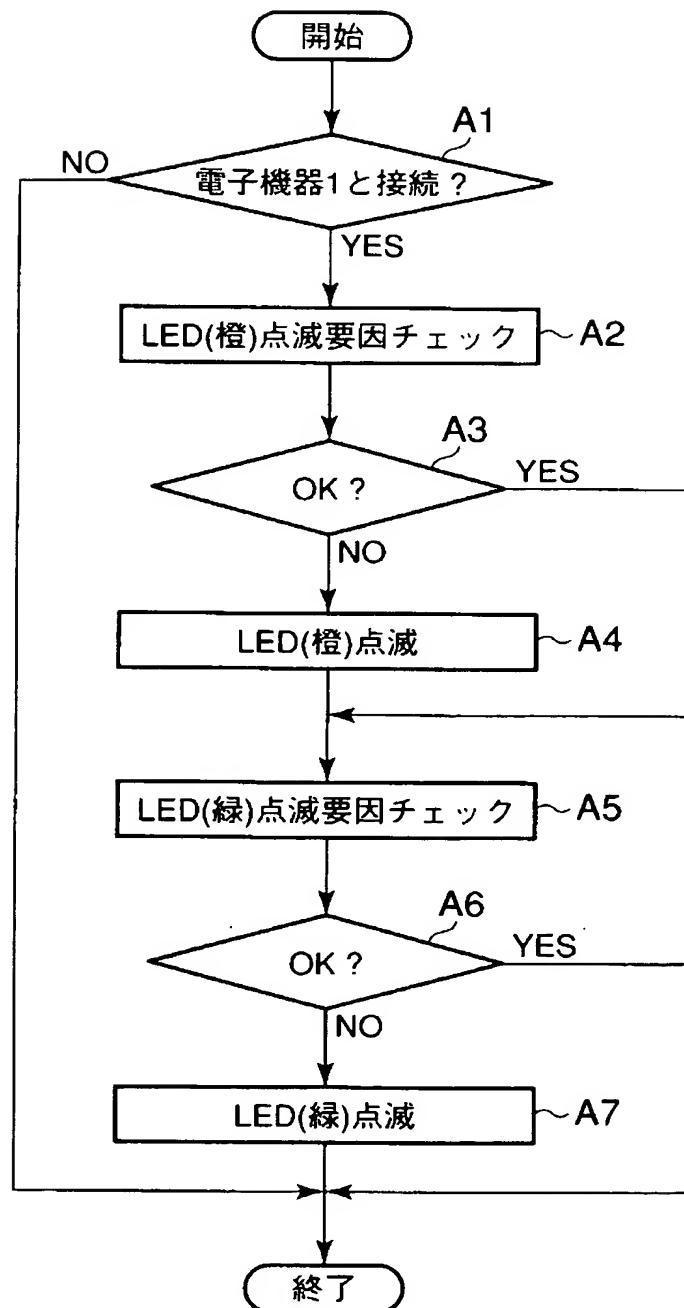 開始
A1
NO
電子機器1と接続?
YES
LED(橙)点滅要因チェック
A2
A3
OK?
YES
NO
LED(橙)点滅
A4
LED(緑)点滅要因チェック
A5
A6
OK?
YES
NO
LED(緑)点滅
A7
終了